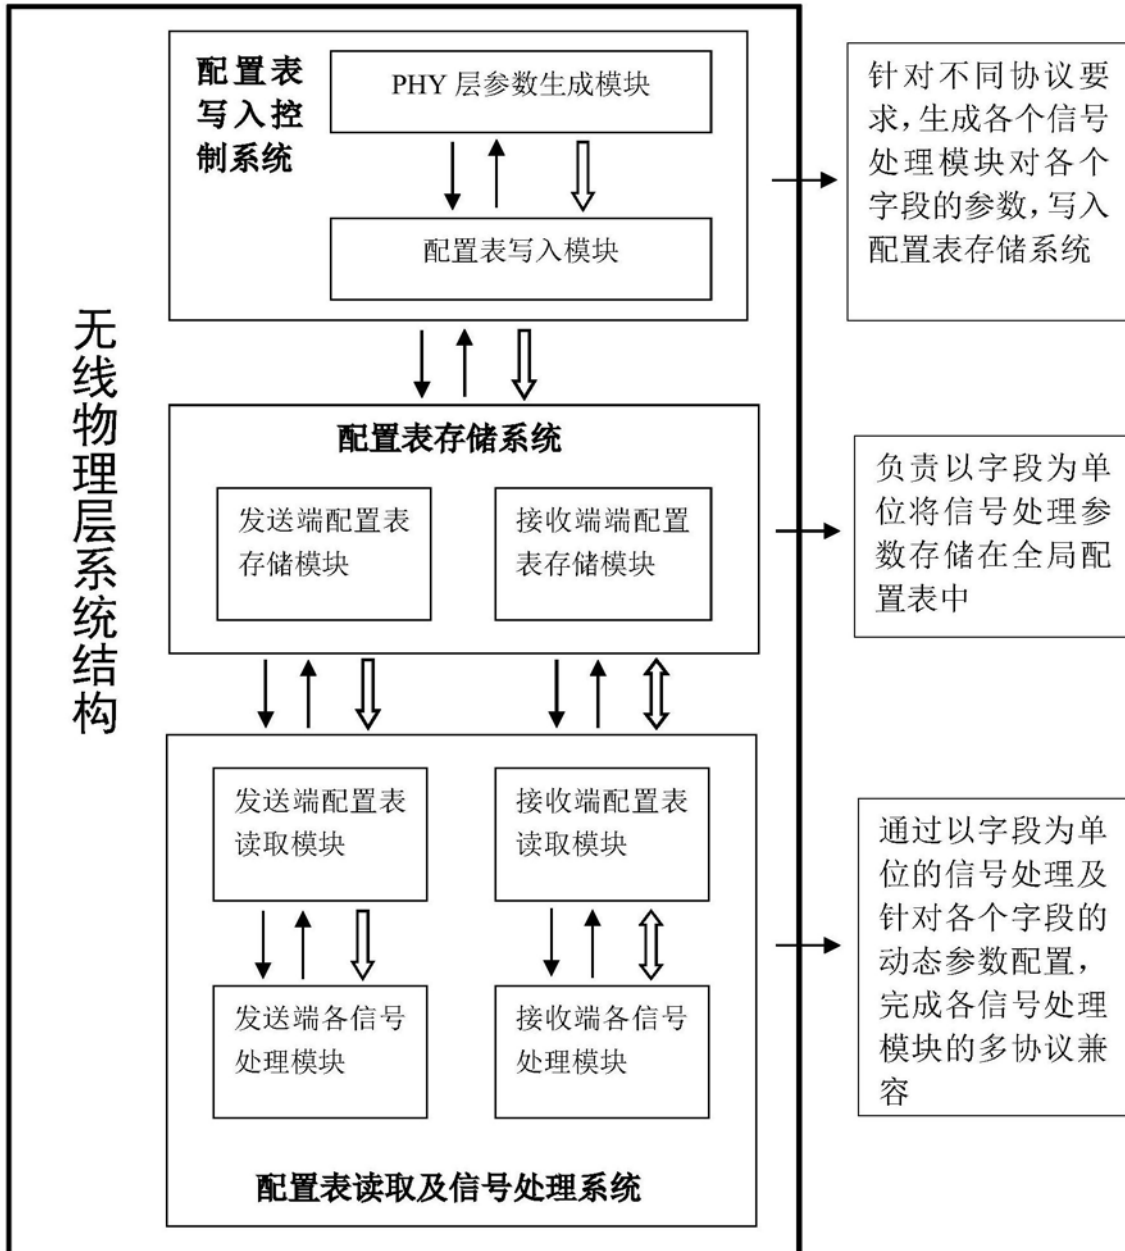 无线物理层系统结构
配置表
写入控
制系统
PHY 层参数生成模块
配置表写入模块
针对不同协议要
求,生成各个信号
处理模块对各个
字段的参数,写入
配置表存储系统
配置表存储系统
发送端配置表
存储模块
接收端端配置
表存储模块
负责以字段为单
位将信号处理参
数存储在全局配
置表中
发送端配置表
读取模块
接收端配置表
读取模块
发送端各信号
处理模块
接收端各信号
处理模块
配置表读取及信号处理系统
通过以字段为单
位的信号处理及
针对各个字段的
动态参数配置,
完成各信号处理
模块的多协议兼
容